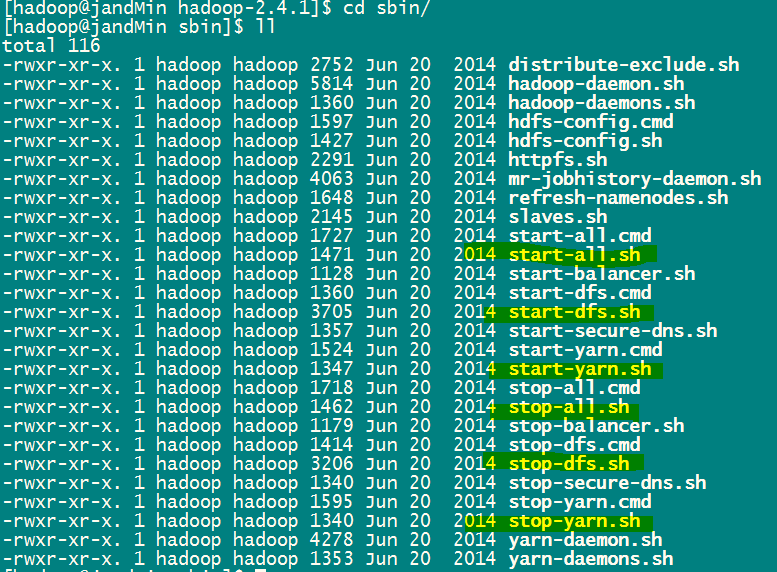 [hadoop@jandMin hadoop-2.4.1]$ cd sbin/
[hadoop@jandMin sbin]$ ll
total 116
-rwxr-xr-x. 1 hadoop hadoop 2752 Jun 20  2014 distribute-exclude.sh
-rwxr-xr-x. 1 hadoop hadoop 5814 Jun 20  2014 hadoop-daemon.sh
-rwxr-xr-x. 1 hadoop hadoop 1360 Jun 20  2014 hadoop-daemons.sh
-rwxr-xr-x. 1 hadoop hadoop 1597 Jun 20  2014 hdfs-config.cmd
-rwxr-xr-x. 1 hadoop hadoop 1427 Jun 20  2014 hdfs-config.sh
-rwxr-xr-x. 1 hadoop hadoop 2291 Jun 20  2014 httpfs.sh
-rwxr-xr-x. 1 hadoop hadoop 4063 Jun 20  2014 mr-jobhistory-daemon.sh
-rwxr-xr-x. 1 hadoop hadoop 1648 Jun 20  2014 refresh-namenodes.sh
-rwxr-xr-x. 1 hadoop hadoop 2145 Jun 20  2014 slaves.sh
-rwxr-xr-x. 1 hadoop hadoop 1727 Jun 20  2014 start-all.cmd
-rwxr-xr-x. 1 hadoop hadoop 1471 Jun 20  2014 start-all.sh
-rwxr-xr-x. 1 hadoop hadoop 1128 Jun 20  2014 start-balancer.sh
-rwxr-xr-x. 1 hadoop hadoop 1360 Jun 20  2014 start-dfs.cmd
-rwxr-xr-x. 1 hadoop hadoop 3705 Jun 20  2014 start-dfs.sh
-rwxr-xr-x. 1 hadoop hadoop 1357 Jun 20  2014 start-secure-dns.sh
-rwxr-xr-x. 1 hadoop hadoop 1524 Jun 20  2014 start-yarn.cmd
-rwxr-xr-x. 1 hadoop hadoop 1347 Jun 20  2014 start-yarn.sh
-rwxr-xr-x. 1 hadoop hadoop 1718 Jun 20  2014 stop-all.cmd
-rwxr-xr-x. 1 hadoop hadoop 1462 Jun 20  2014 stop-all.sh
-rwxr-xr-x. 1 hadoop hadoop 1179 Jun 20  2014 stop-balancer.sh
-rwxr-xr-x. 1 hadoop hadoop 1414 Jun 20  2014 stop-dfs.cmd
-rwxr-xr-x. 1 hadoop hadoop 3206 Jun 20  2014 stop-dfs.sh
-rwxr-xr-x. 1 hadoop hadoop 1340 Jun 20  2014 stop-secure-dns.sh
-rwxr-xr-x. 1 hadoop hadoop 1595 Jun 20  2014 stop-yarn.cmd
-rwxr-xr-x. 1 hadoop hadoop 1340 Jun 20  2014 stop-yarn.sh
-rwxr-xr-x. 1 hadoop hadoop 4278 Jun 20  2014 yarn-daemon.sh
-rwxr-xr-x. 1 hadoop hadoop 1353 Jun 20  2014 yarn-daemons.sh